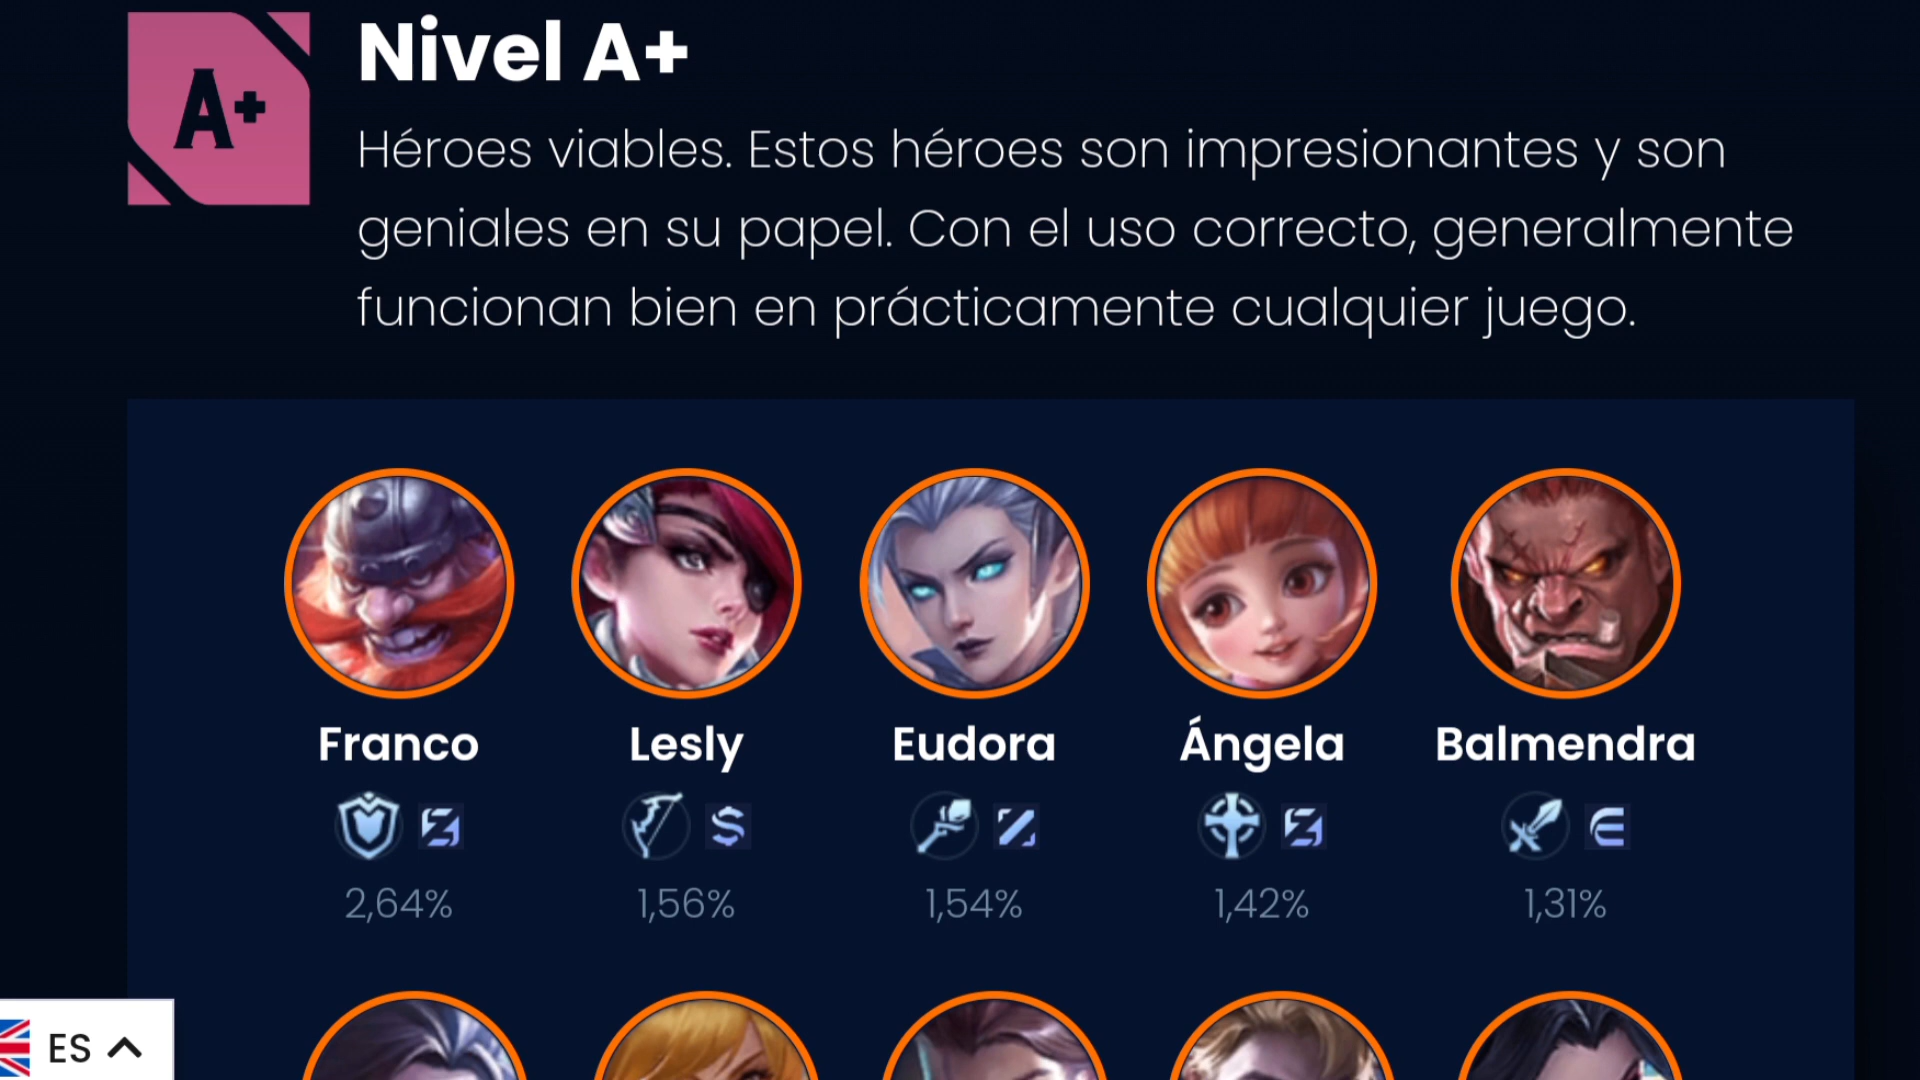 A+
Nivel A+
Héroes viables. Estos héroes son impresionantes y son
geniales en su papel. Con el uso correcto, generalmente
funcionan bien en prácticamente cualquier juego.
Franco
Lesly
Eudora
Ángela
Balmendra
2,64%
1,56%
1,54%
1,42%
1,31%
ES